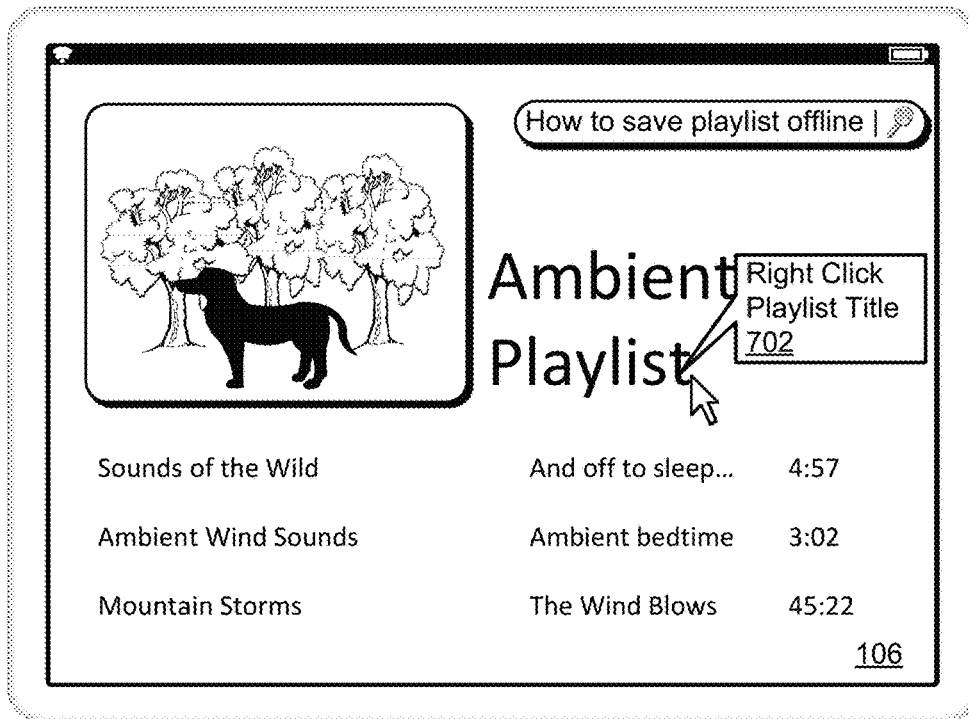 How to save playlist offline |
Ambient
Playlist
Right Click
Playlist Title
702
Sounds of the Wild And off to sleep... 4:57
Ambient Wind Sounds Ambient bedtime 3:02
Mountain Storms The Wind Blows 45:22
106